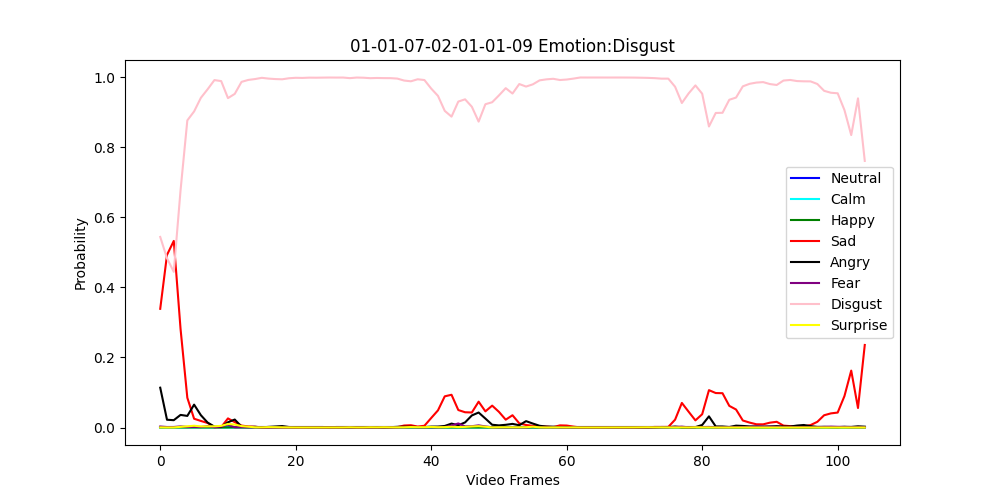 01-01-07-02-01-01-09 Emotion:Disgust
1.0
0.8
0.6
0.4
0.2
0.0
Probability
0
20
40
60
80
100
Video Frames
Neutral
Calm
Happy
Sad
Angry
Fear
Disgust
Surprise